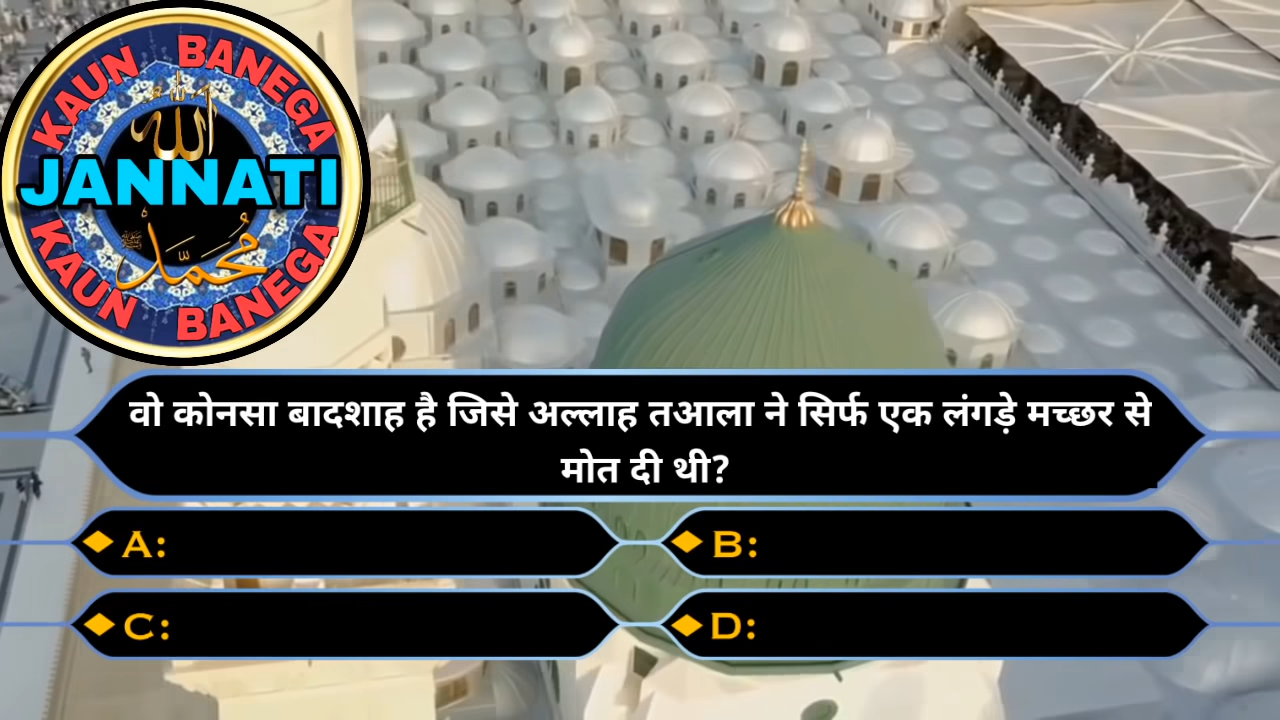 KAUN BANEGA
الله
JANNATI
محمد
KAUN BANEGA
वो कोनसा बादशाह है जिसे अल्लाह तआला ने सिर्फ एक लंगड़े मच्छर से
मोत दी थी?
A:
B:
C:
D: